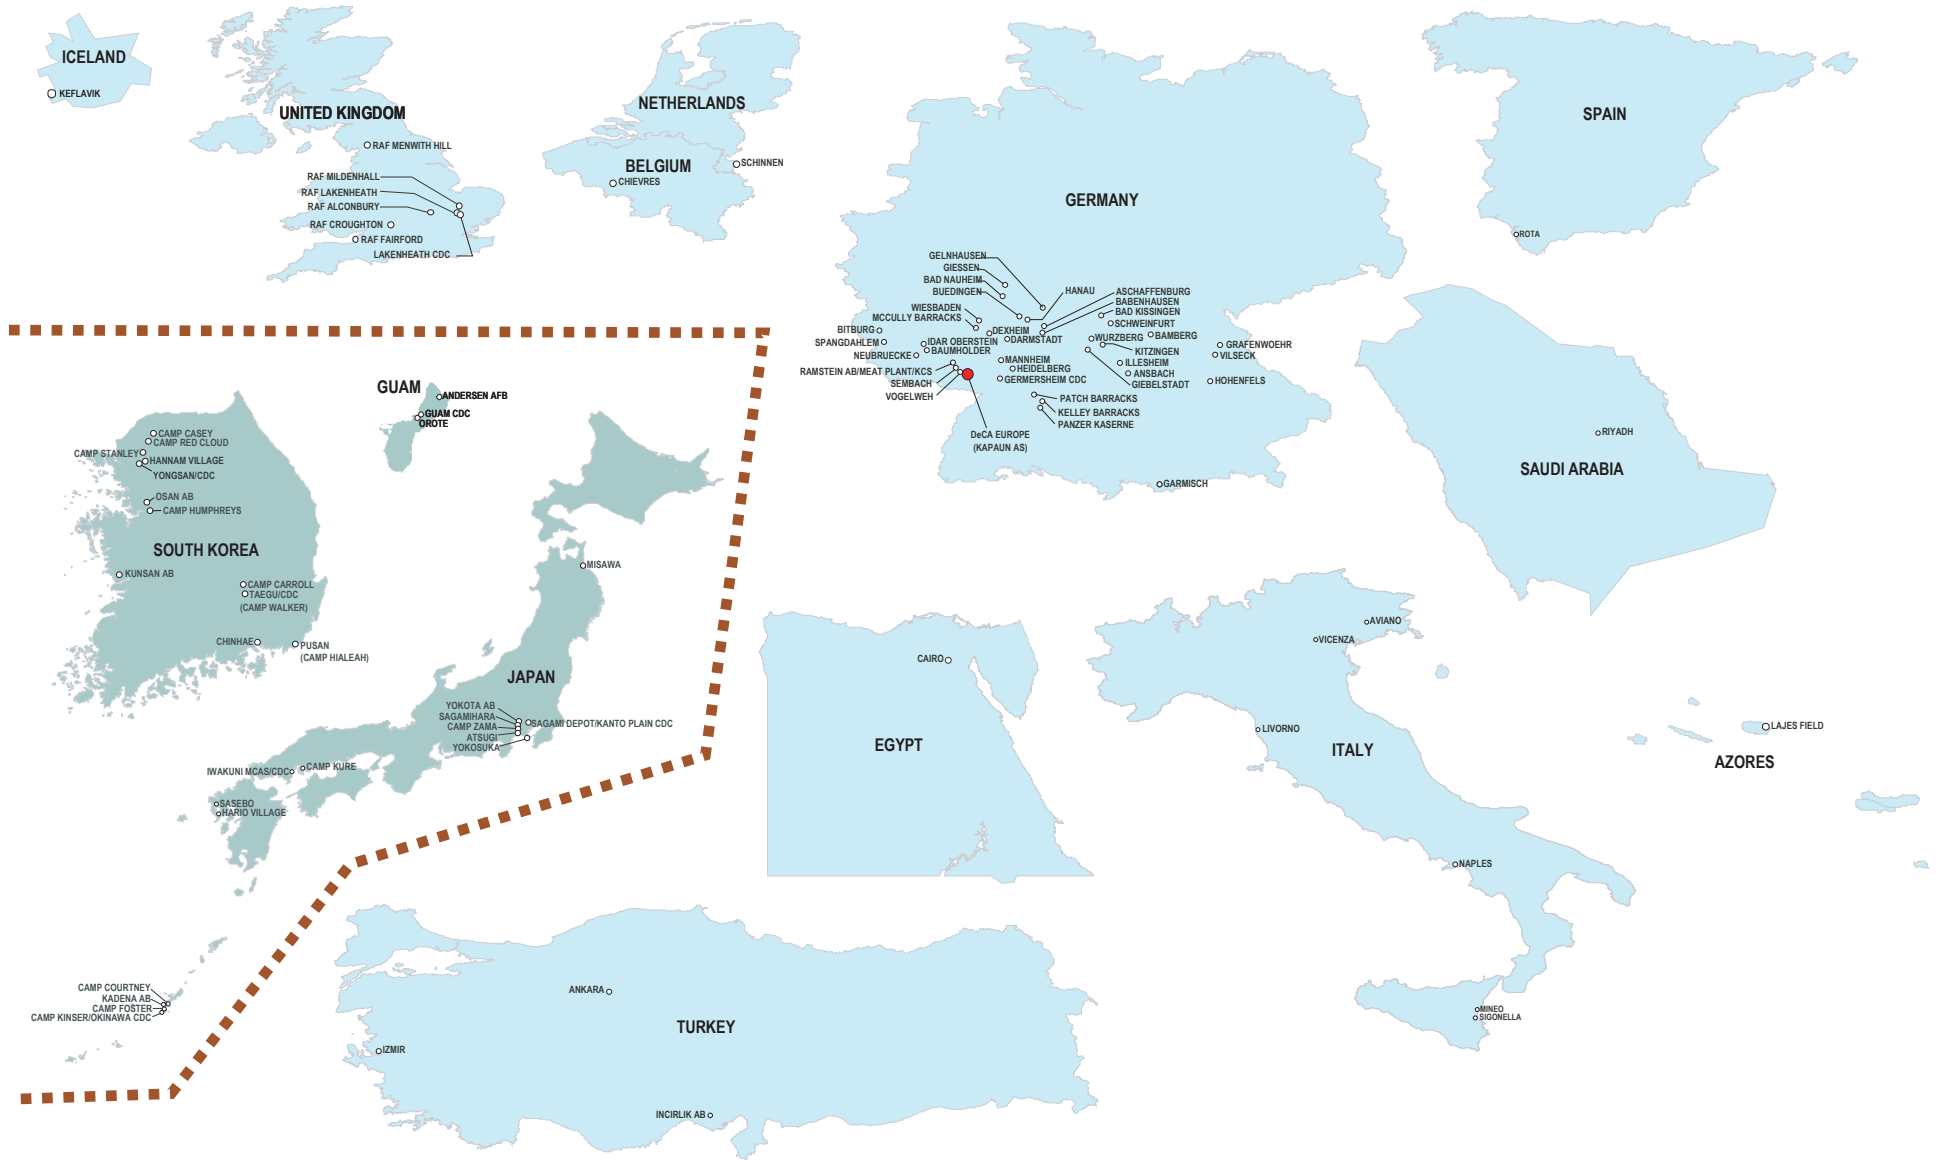 ICELAND
KEFLAVIK
UNITED KINGDOM
RAF MENWITH HILL
RAF MILDENHALL
RAF LAKENHEATH
RAF ALCONBURY
RAF CROUGHTON
RAF FAIRFORD
LAKENHEATH CDC
NETHERLANDS
BELGIUM
SCHINNEN
CHIEVRES
GERMANY
GELNHAUSEN
GIESSEN
BAD NAUHEIM
BUEDINGEN
HANAU
ASCHAFFENBURG
BABENHAUSEN
BAD KISSINGEN
WIESBADEN
MCCULLY BARRACKS
SCHWEINFURT
BITBURG
DEXHEIM
DARMSTADT
WURZBERG
BAMBERG
SPANGDAHLEM
IDAR OBERSTEIN
BAUMHOLDER
KITZINGEN
GRAFENWOEHR
VILSECK
NEUBRUECKE
MANNHEIM
HEIDELBERG
ILLESHEIM
ANSBACH
RAMSTEIN AB/MEAT PLANT/KCS
SEMBACH
GERMERSHEIM CDC
GIEBELSTADT
HOHENFELS
VOGELWEH
PATCH BARRACKS
KELLEY BARRACKS
PANZER KASERNE
DeCA EUROPE
(KAPAUN AS)
GARMISCH
SPAIN
ROTA
SAUDI ARABIA
RIYADH
GUAM
ANDERSEN AFB
GUAM CDC
OROTE
CAMP CASEY
CAMP RED CLOUD
CAMP STANLEY
HANNAM VILLAGE
YONGSAN/CDC
OSAN AB
CAMP HUMPHREYS
SOUTH KOREA
KUNSAN AB
CAMP CARROLL
TAEGU/CDC
(CAMP WALKER)
CHINHAE
PUSAN
(CAMP HIALEAH)
MISAWA
JAPAN
YOKOTA AB
SAGAMIHARA
CAMP ZAMA
ATSUGI
YOKOSUKA
SAGAMI DEPOT/KANTO PLAIN CDC
IWAKUNI MCAS/CDC
CAMP KURE
SASEBO
HARIO VILLAGE
CAMP COURTNEY
KADENA AB
CAMP FOSTER
CAMP KINSER/OKINAWA CDC
CAIRO
EGYPT
AVIANO
VICENZA
LIVORNO
ITALY
NAPLES
MINEO
SIGONELLA
LAJES FIELD
AZORES
ANKARA
TURKEY
IZMIR
INCIRLIK AB